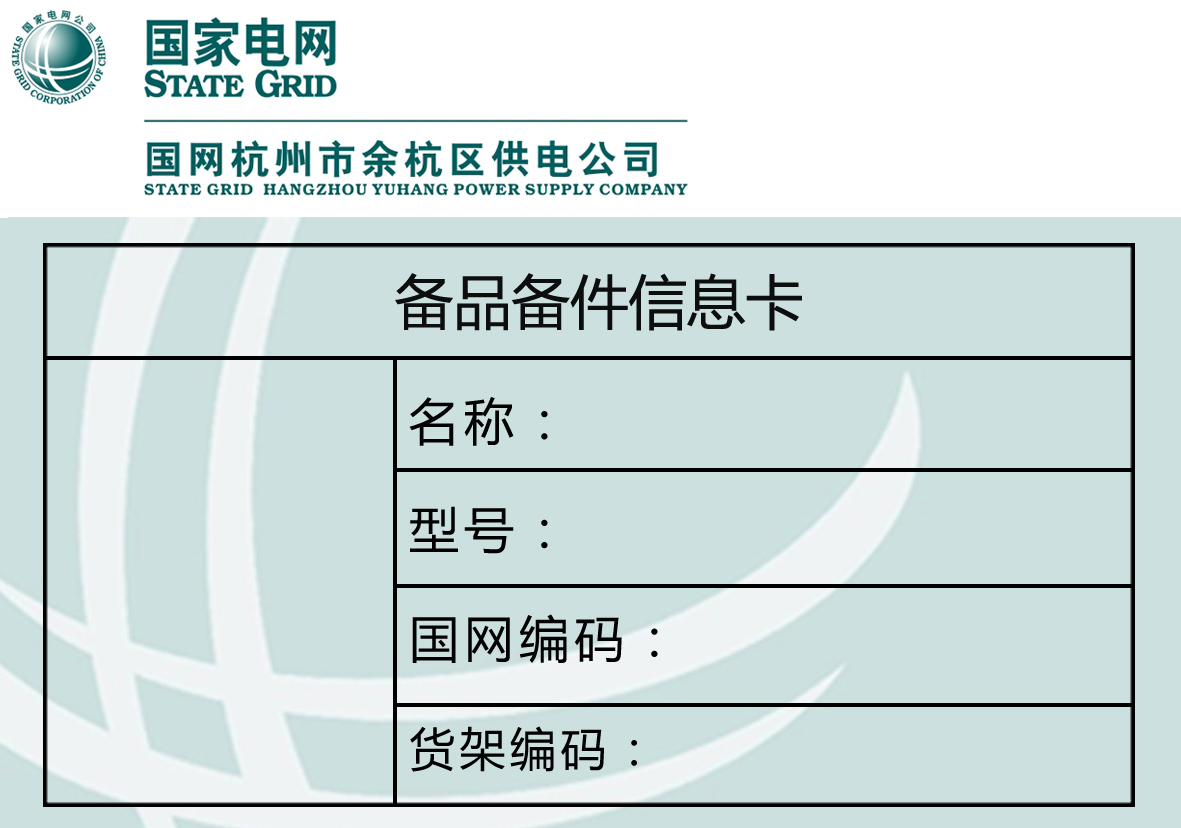 国家电网公司
STATE GRID CORPORATION OF CHINA
国家电网
STATE GRID
国网杭州市余杭区供电公司
STATE GRID HANGZHOU YUHANG POWER SUPPLY COMPANY
备品备件信息卡
名称：
型号：
国网编码：
货架编码：